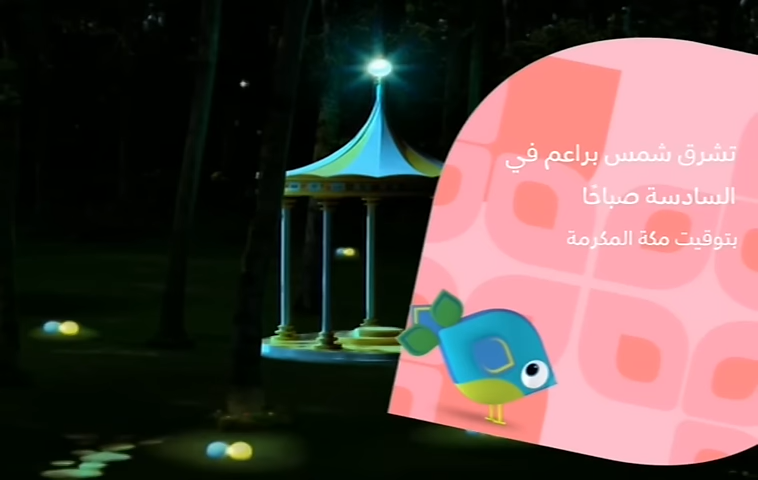 تشرق شمس براعم في
السادسة صباحًا
بتوقيت مكة المكرمة